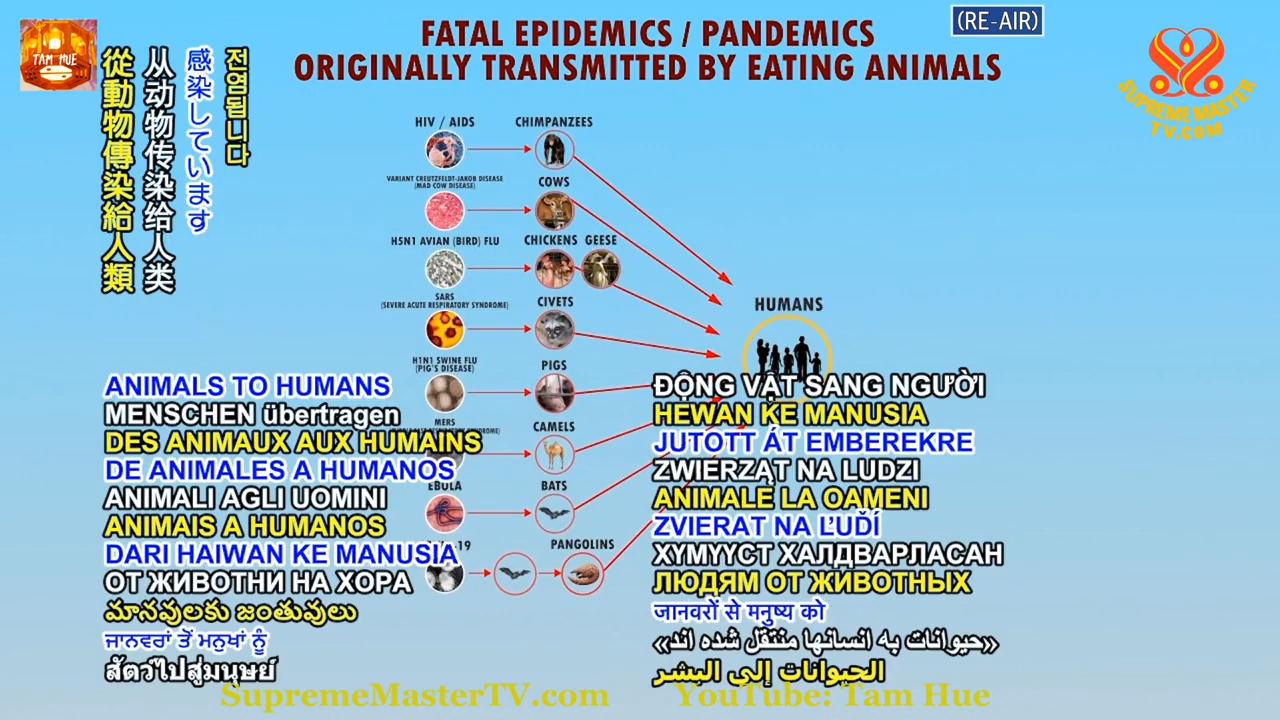 (RE-AIR)
FATAL EPIDEMICS / PANDEMICS
ORIGINALLY TRANSMITTED BY EATING ANIMALS
TAM HUE
SUPREME MASTER
TV.COM
從動物傳染給人類
从动物传染给人类
感染しています
전염됩니다
HIV / AIDS
CHIMPANZEES
VARIANT CREUTZFELDT-JAKOB DISEASE
(MAD COW DISEASE)
COWS
H5N1 AVIAN (BIRD) FLU
CHICKENS GEESE
SARS
(SEVERE ACUTE RESPIRATORY SYNDROME)
CIVETS
HUMANS
H1N1 SWINE FLU
(PIG'S DISEASE)
PIGS
MERS
CAMELS
EBOLA
BATS
PANGOLINS
ANIMALS TO HUMANS
MENSCHEN übertragen
DES ANIMAUX AUX HUMAINS
DE ANIMALES A HUMANOS
ANIMALI AGLI UOMINI
ANIMAIS A HUMANOS
DARI HAIWAN KE MANUSIA
ОТ ЖИВОТНИ НА ХОРА
మానవులకు జంతువులు
ਜਾਨਵਰਾਂ ਤੋਂ ਮਨੁਖਾਂ ਨੂੰ
สัตว์ไปสู่มนุษย์
ĐỘNG VẬT SANG NGƯỜI
HEWAN KE MANUSIA
JUTOTT ÁT EMBEREKRE
ZWIERZĄT NA LUDZI
ANIMALE LA OAMENI
ZVIERAT NA ĽUĎÍ
ХҮМҮҮСТ ХАЛДВАРЛАСАН
ЛЮДЯМ ОТ ЖИВОТНЫХ
जानवरों से मनुष्य को
«حیوانات به انسانها منتقل شده اند»
الحيوانات إلى البشر
SupremeMasterTV.com
YouTube: Tam Hue